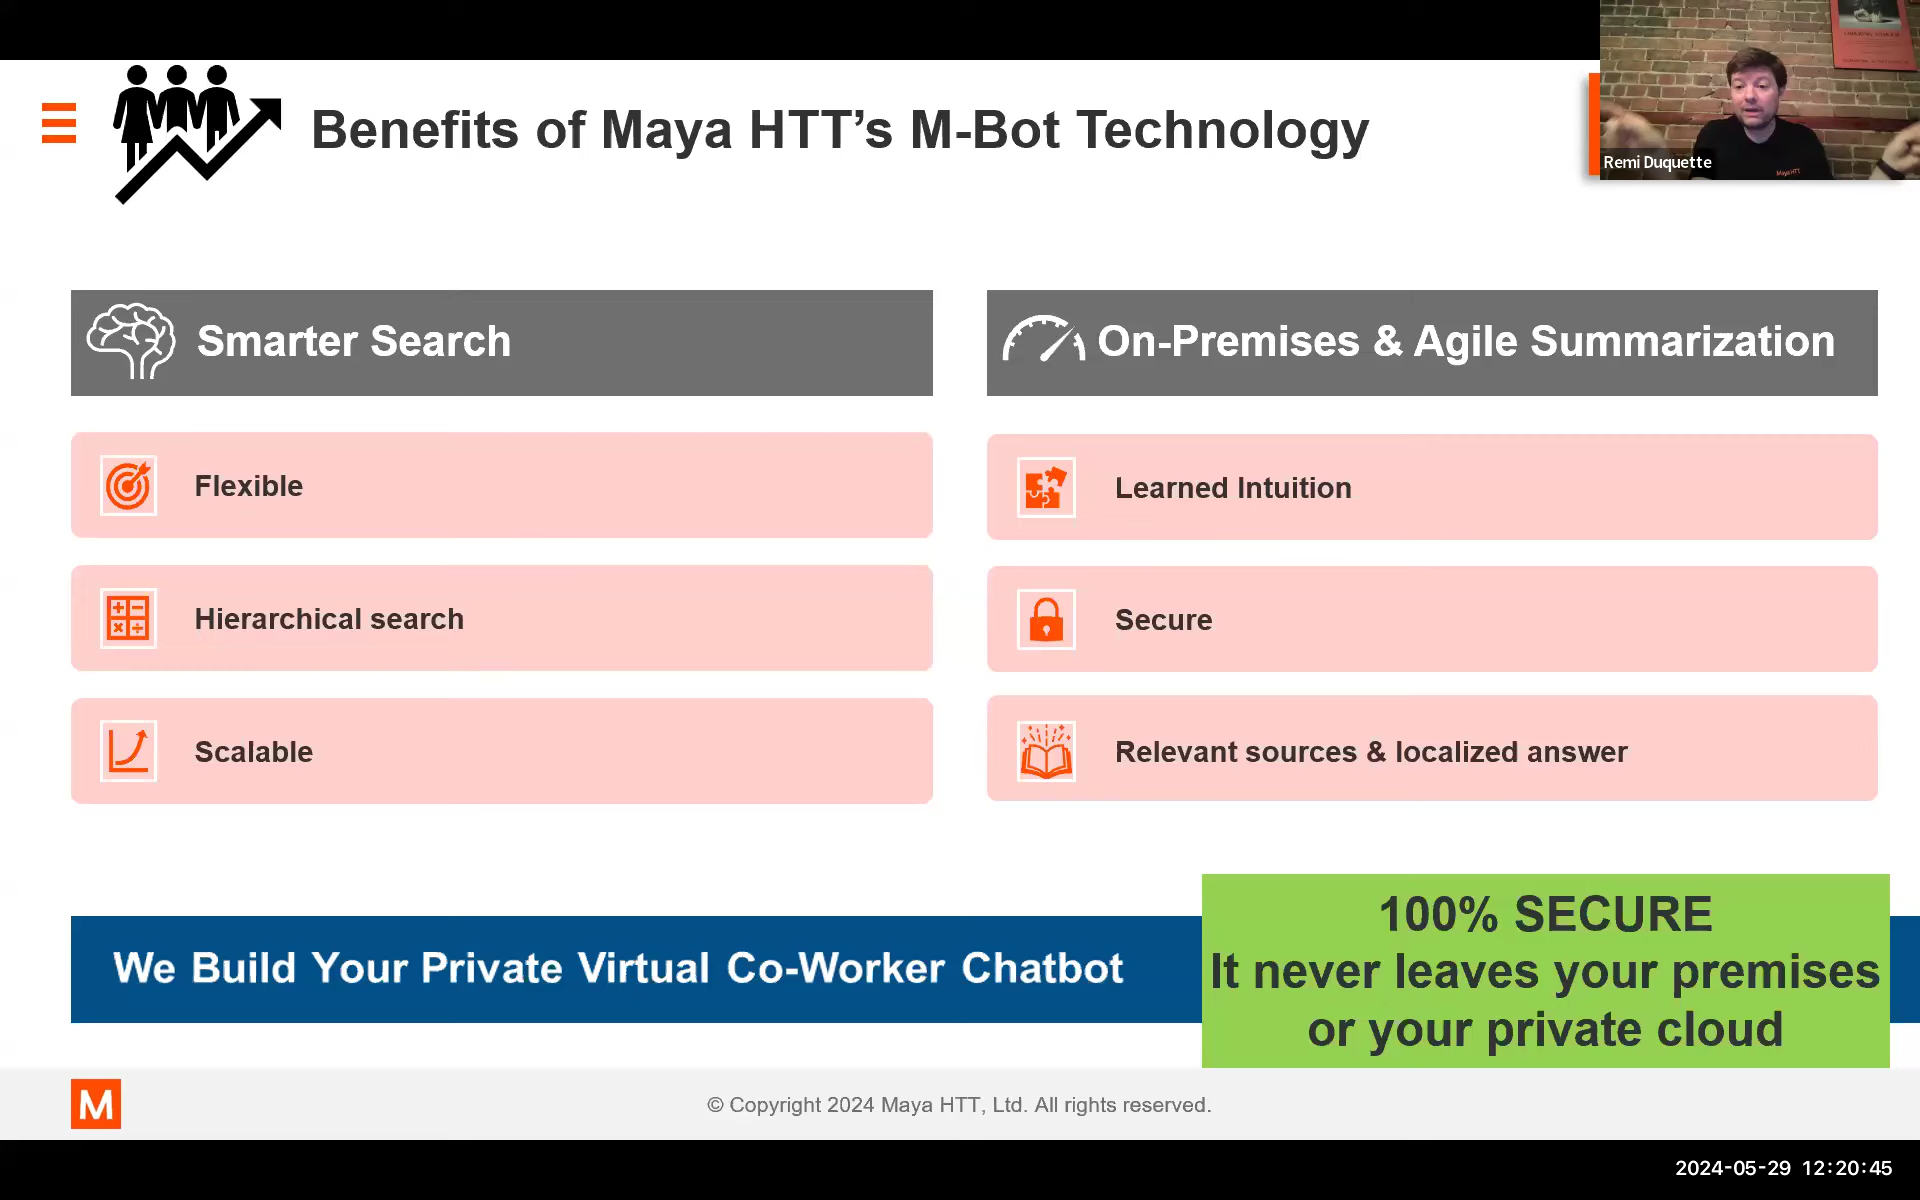 Benefits of Maya HTT’s M-Bot Technology
Remi Duquette
Maya HTT
Smarter Search
Flexible
Hierarchical search
Scalable
On-Premises & Agile Summarization
Learned Intuition
Secure
Relevant sources & localized answer
We Build Your Private Virtual Co-Worker Chatbot
100% SECURE
It never leaves your premises
or your private cloud
M
© Copyright 2024 Maya HTT, Ltd. All rights reserved.
2024-05-29 12:20:45